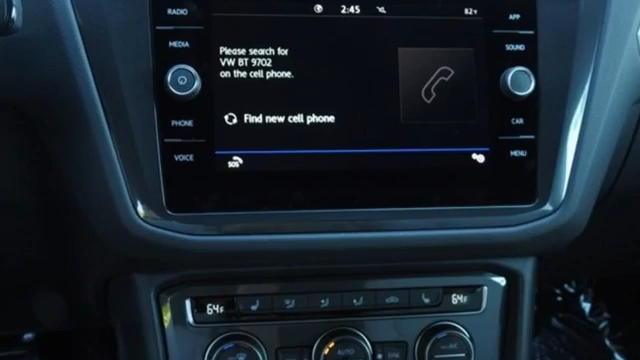 RADIO 2:45 82°F APP
MEDIA SOUND
Please search for
VW BT 9702
on the cell phone.
Find new cell phone
PHONE CAR
VOICE MENU
SOS
64°F 64°F
AUTO A/C